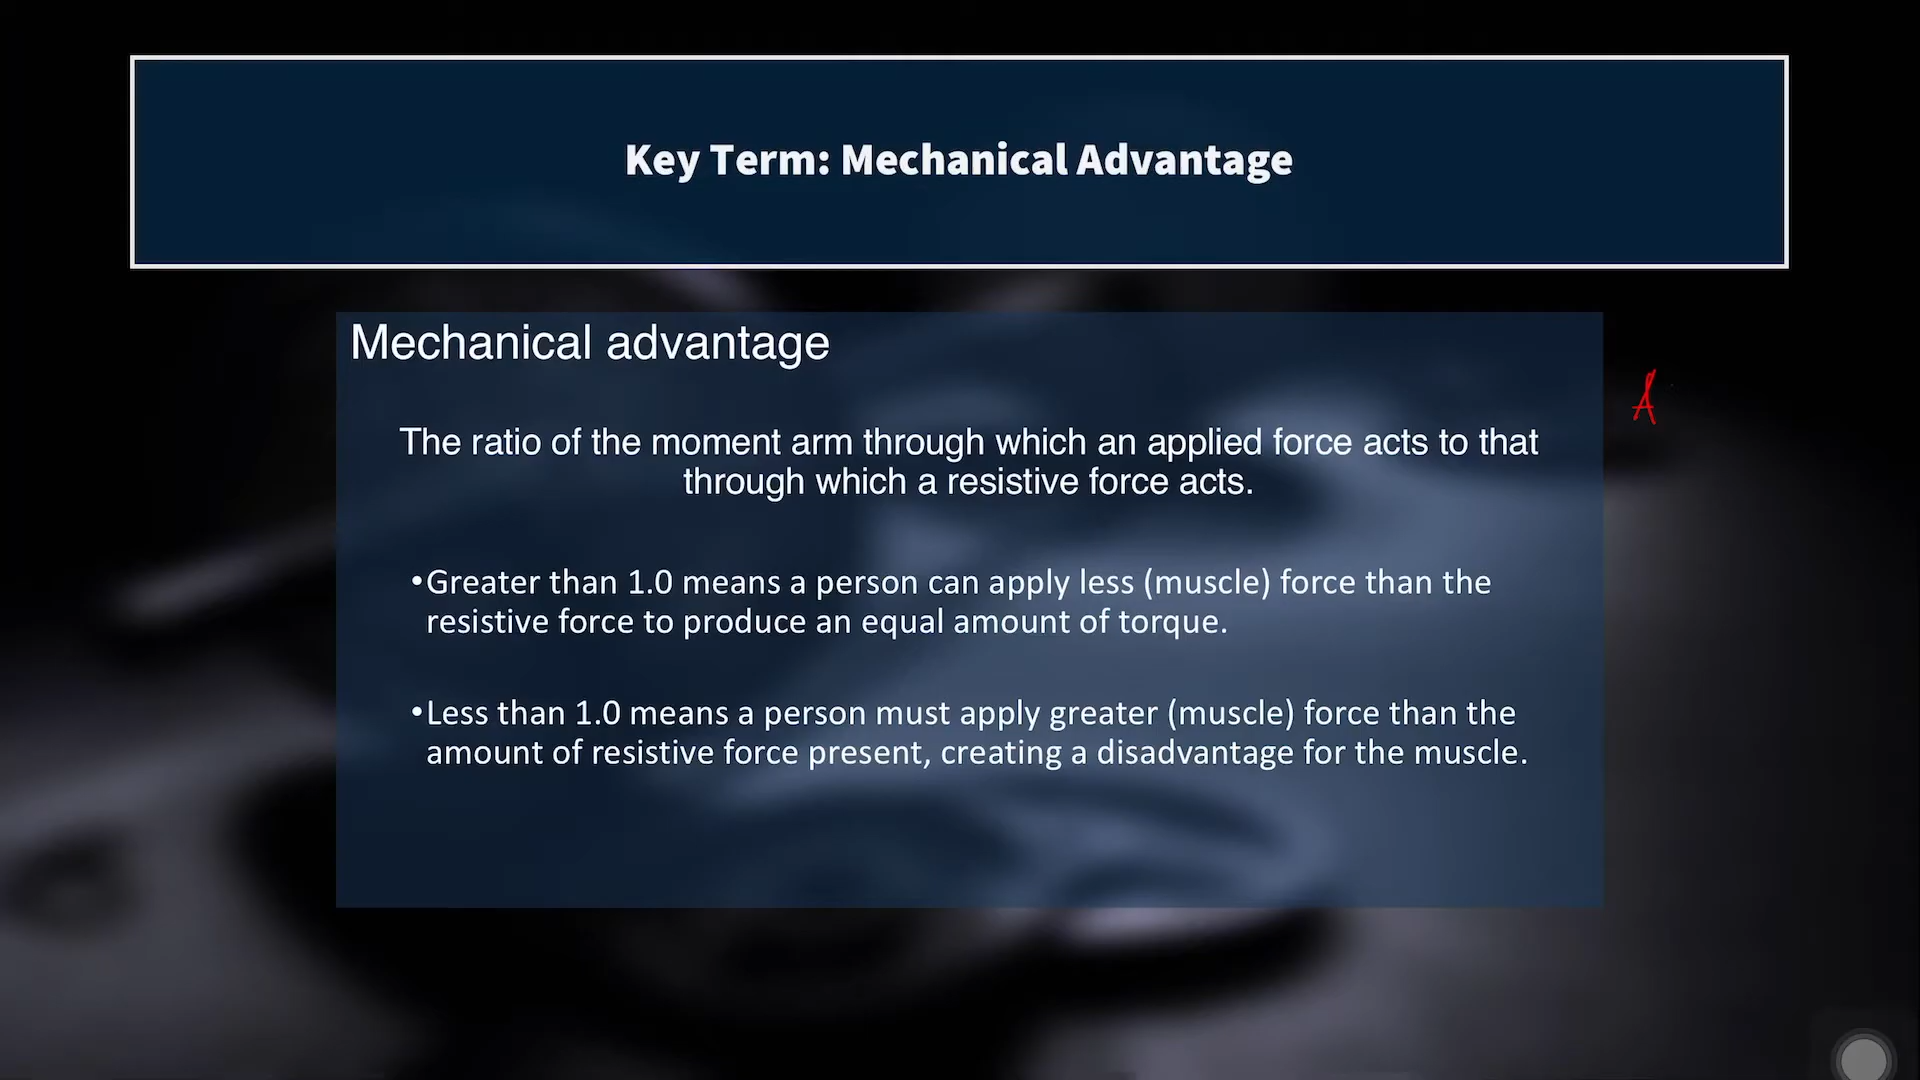 Key Term: Mechanical Advantage
Mechanical advantage
The ratio of the moment arm through which an applied force acts to that
through which a resistive force acts.
•Greater than 1.0 means a person can apply less (muscle) force than the
resistive force to produce an equal amount of torque.
•Less than 1.0 means a person must apply greater (muscle) force than the
amount of resistive force present, creating a disadvantage for the muscle.
A